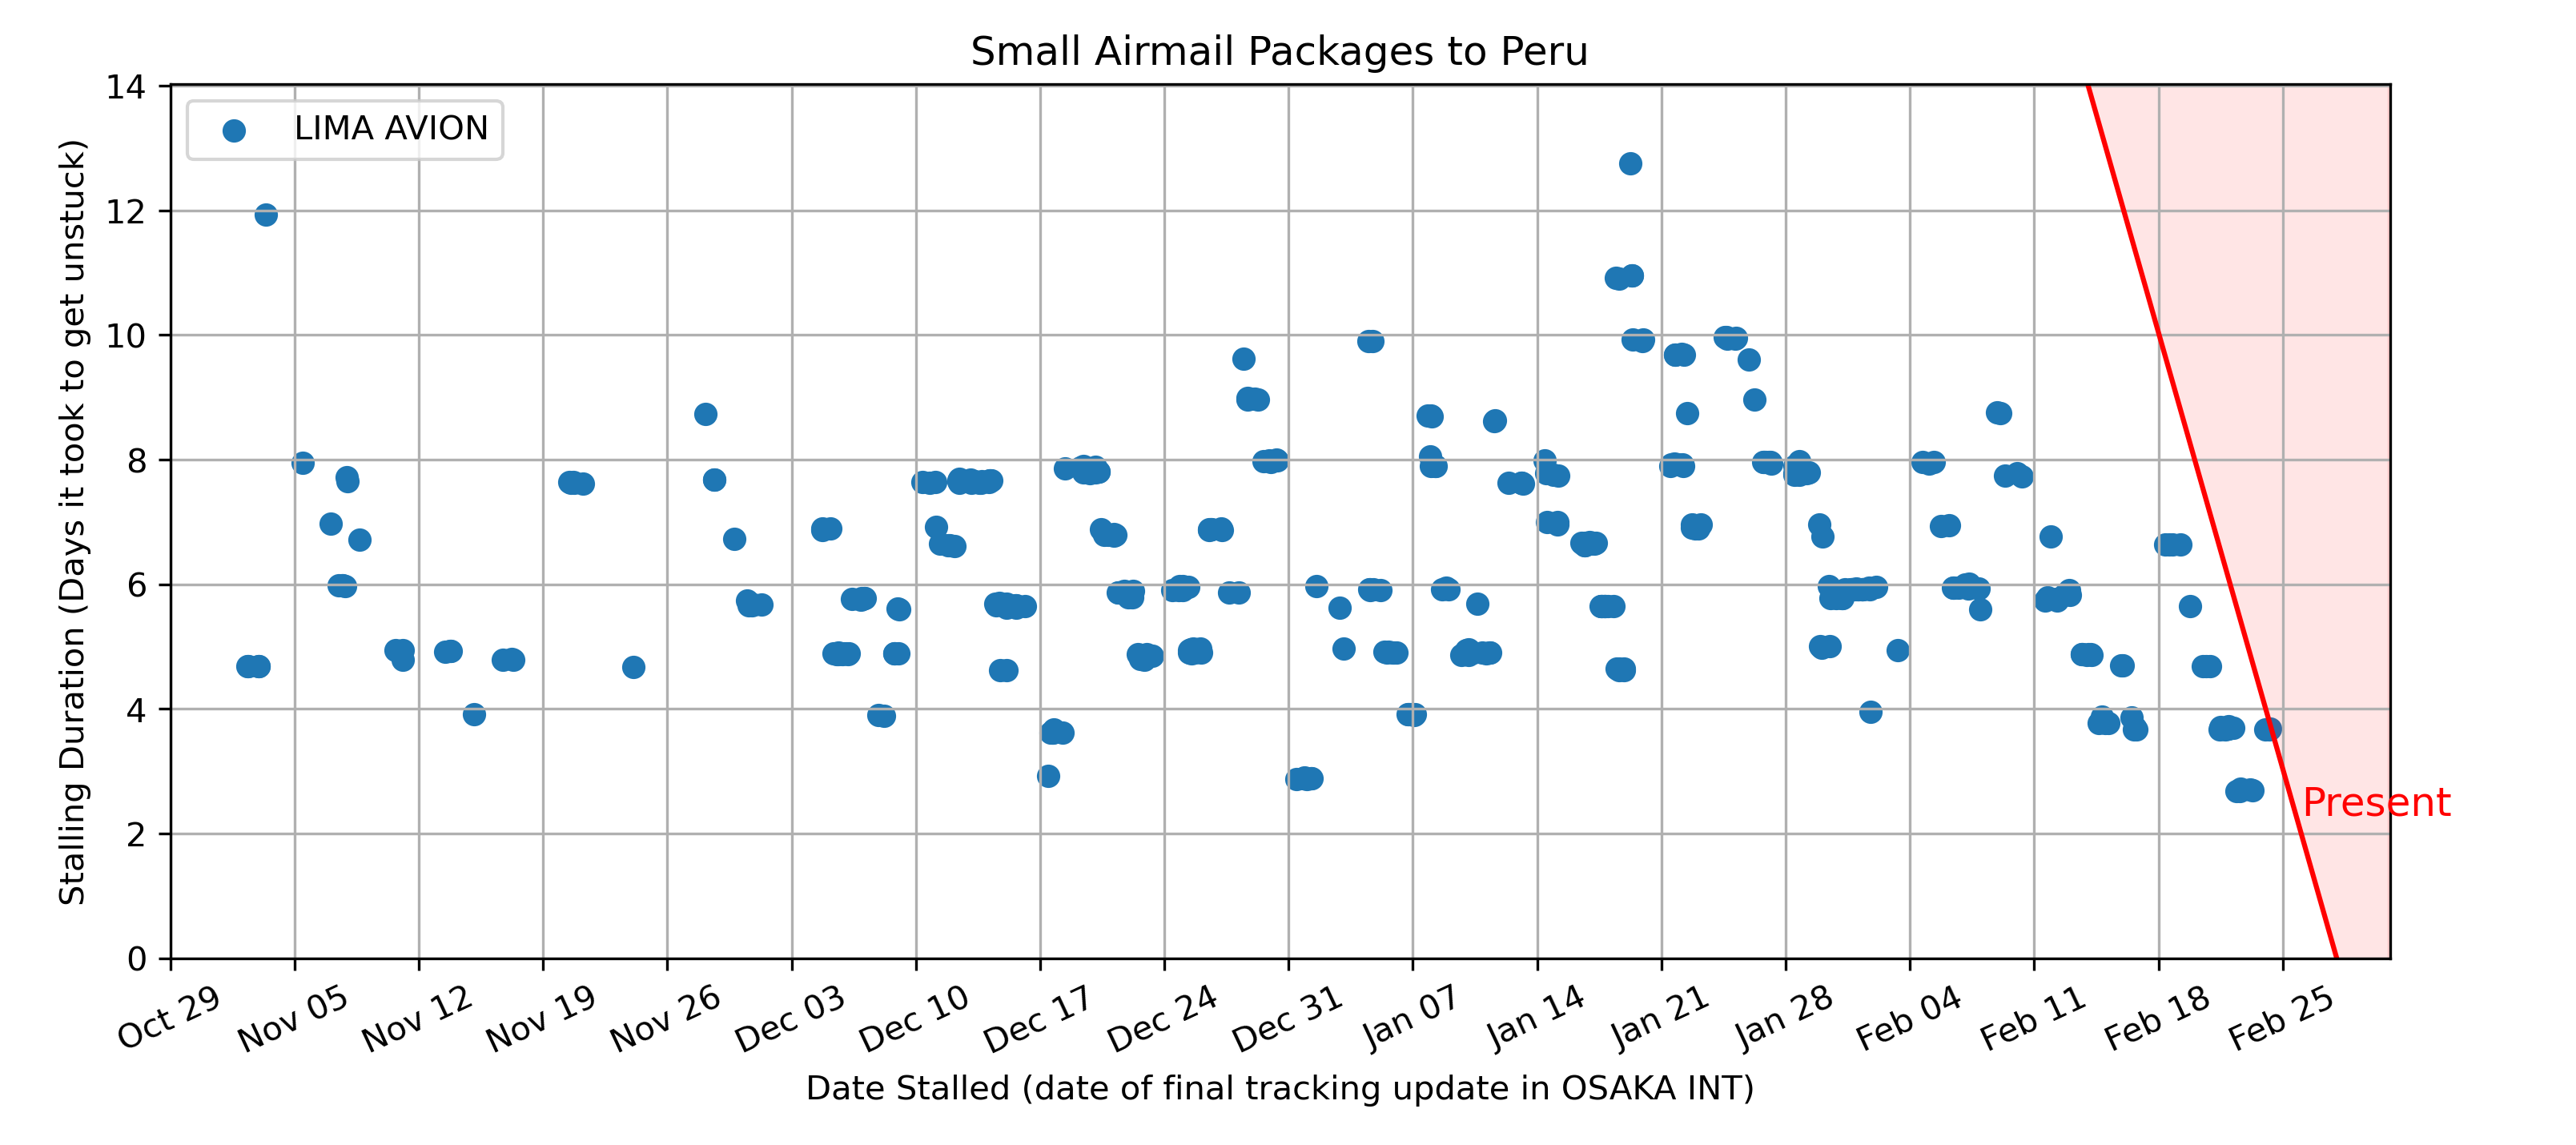 Small Airmail Packages to Peru
LIMA AVION
Stalling Duration (Days it took to get unstuck)
14
12
10
8
6
4
2
0
Present
Oct 29
Nov 05
Nov 12
Nov 19
Nov 26
Dec 03
Dec 10
Dec 17
Dec 24
Dec 31
Jan 07
Jan 14
Jan 21
Jan 28
Feb 04
Feb 11
Feb 18
Feb 25
Date Stalled (date of final tracking update in OSAKA INT)